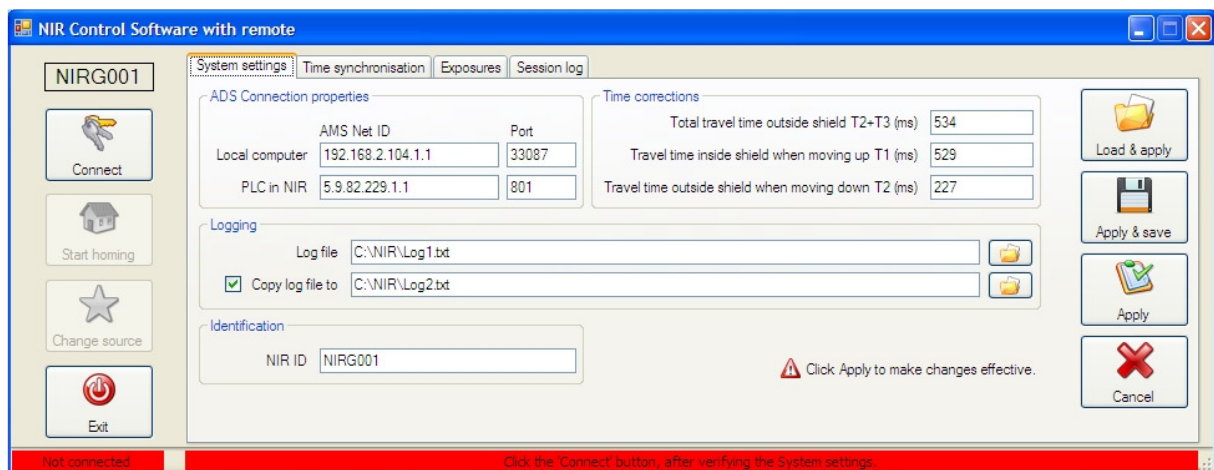 NIR Control Software with remote
NIRG001
Connect
Start homing
Change source
Exit
System settings
Time synchronisation
Exposures
Session log
ADS Connection properties
AMS Net ID Port
Local computer 192.168.2.104.1.1 33087
PLC in NIR 5.9.82.229.1.1 801
Time corrections
Total travel time outside shield T2+T3 (ms) 534
Travel time inside shield when moving up T1 (ms) 529
Travel time outside shield when moving down T2 (ms) 227
Logging
Log file C:\NIR\Log1.txt
Copy log file to C:\NIR\Log2.txt
Identification
NIR ID NIRG001
Click Apply to make changes effective.
Load & apply
Apply & save
Apply
Cancel
Not connected
Click the 'Connect' button, after verifying the System settings.